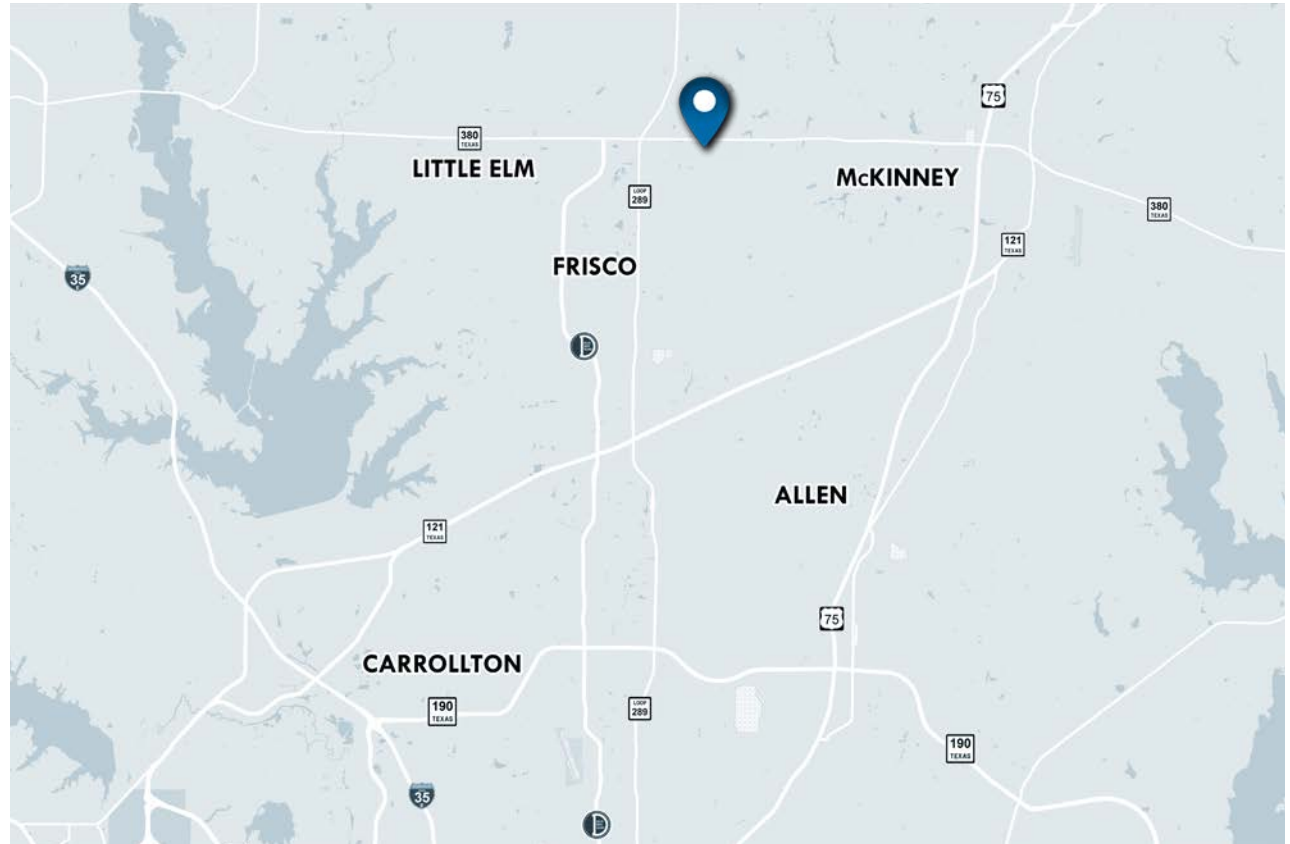 75
380
TEXAS
LITTLE ELM
McKINNEY
LOOP
289
380
TEXAS
121
TEXAS
FRISCO
35
D
ALLEN
121
TEXAS
75
CARROLLTON
190
TEXAS
LOOP
289
190
TEXAS
35
D